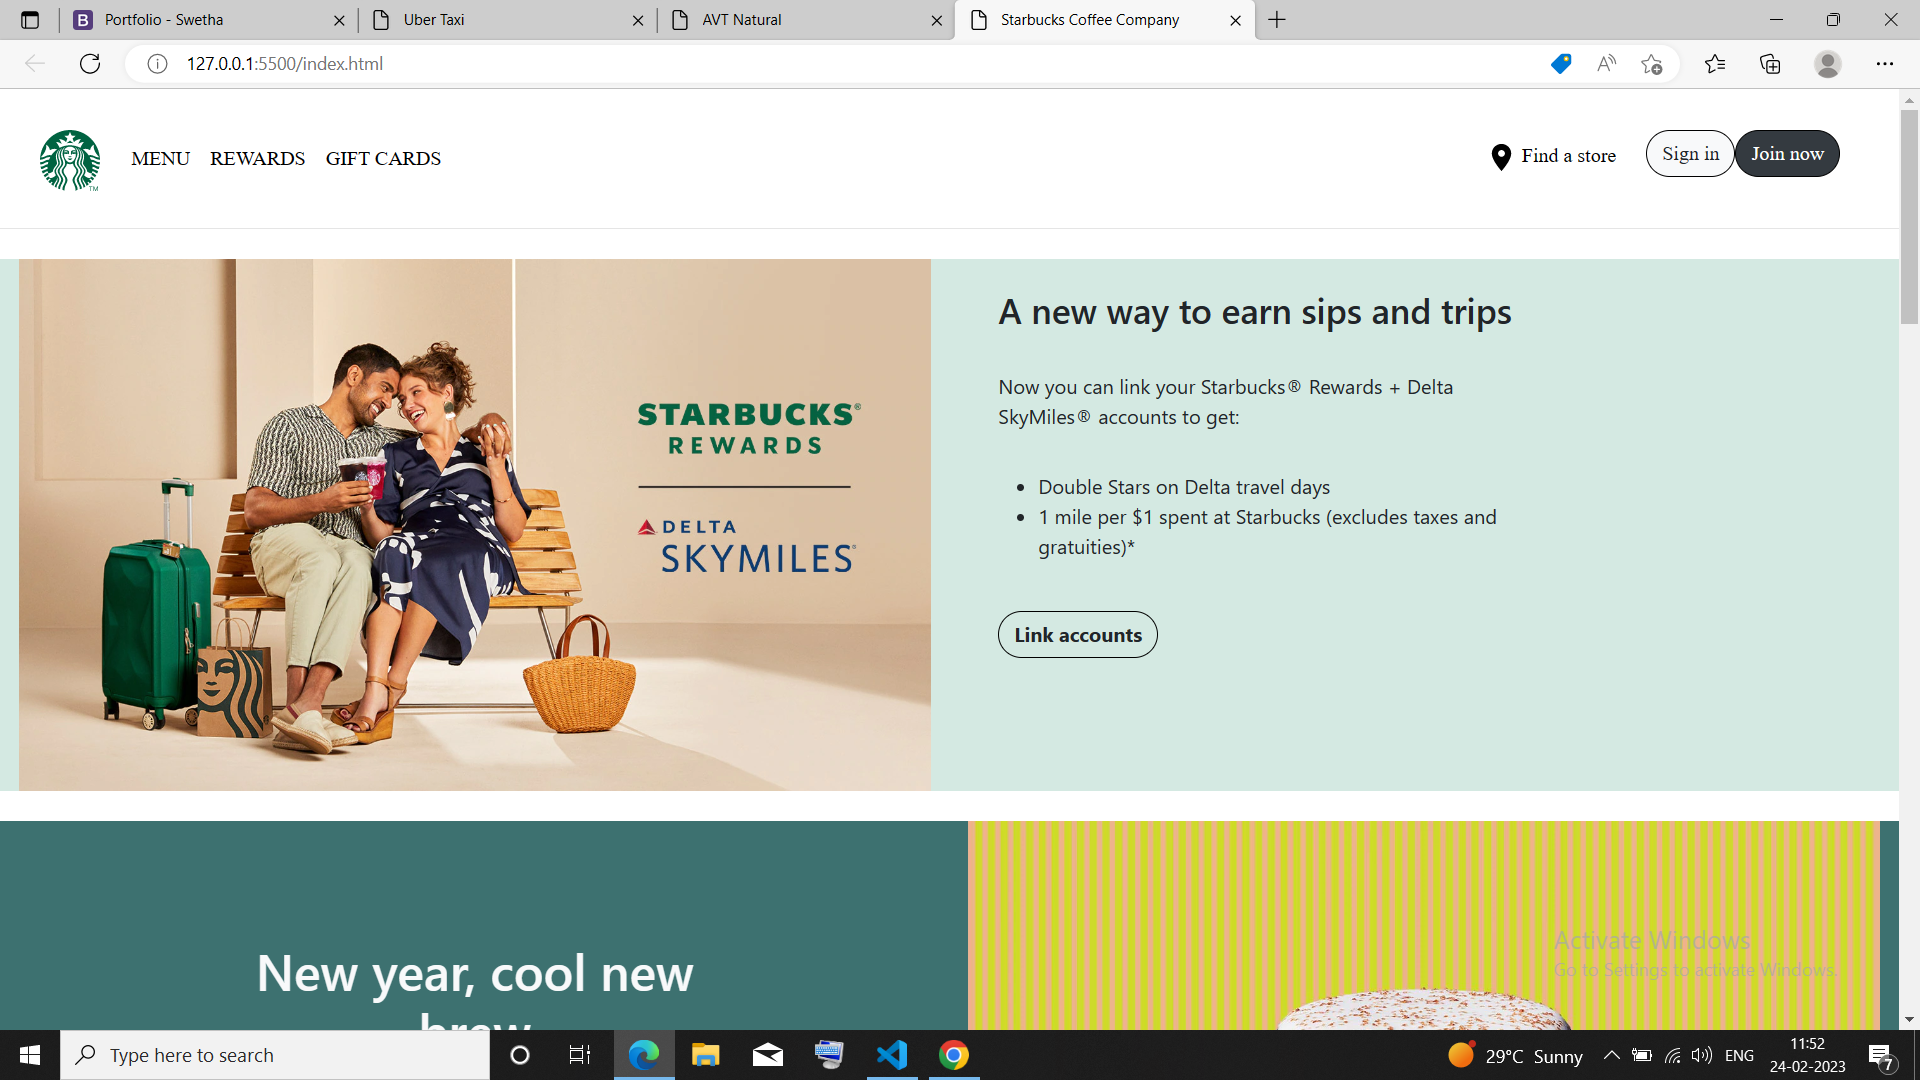 Portfolio - Swetha
Uber Taxi
AVT Natural
Starbucks Coffee Company
127.0.0.1:5500/index.html
MENU REWARDS GIFT CARDS
Find a store
Sign in
Join now
TM
STARBUCKS®
REWARDS
DELTA
SKYMILES®
A new way to earn sips and trips
Now you can link your Starbucks® Rewards + Delta
SkyMiles® accounts to get:
• Double Stars on Delta travel days
• 1 mile per $1 spent at Starbucks (excludes taxes and
gratuities)*
Link accounts
New year, cool new
brew
Activate Windows
Go to Settings to activate Windows.
Type here to search
29°C Sunny
ENG
11:52
24-02-2023
7